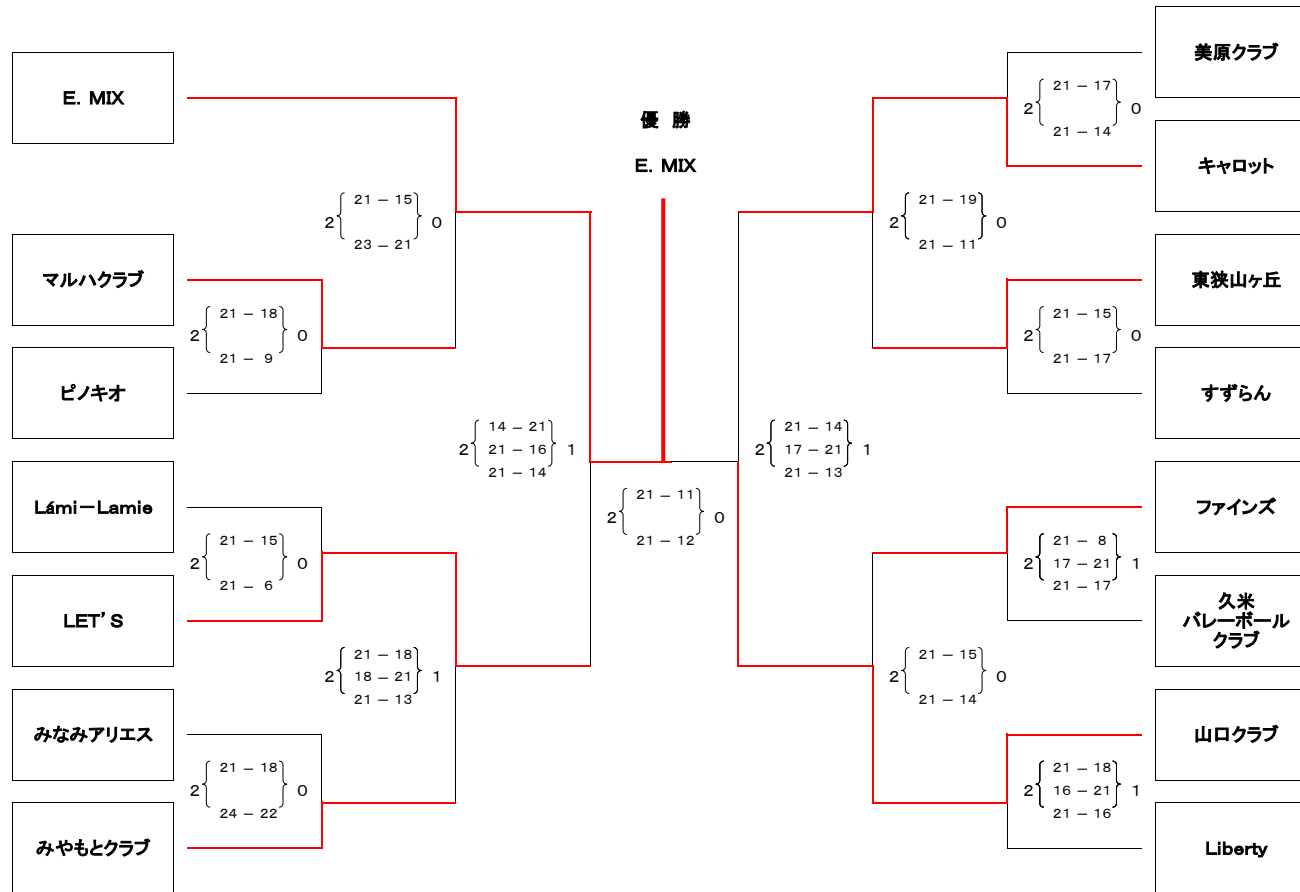 美原クラブ
E. MIX
2 21 － 17 0
21 － 14
優 勝
キャロット
E. MIX
2 21 － 15 0
23 － 21
2 21 － 19 0
21 － 11
マルハクラブ
東狭山ヶ丘
2 21 － 18 0
21 － 9
2 21 － 15 0
21 － 17
ピノキオ
すずらん
14 － 21
2 21 － 16 1
21 － 14
21 － 14
2 17 － 21 1
21 － 13
Lámi－Lamie
ファインズ
2 21 － 11 0
21 － 12
2 21 － 15 0
21 － 6
21 － 8
2 17 － 21 1
21 － 17
LET'S
久米
バレーボール
クラブ
21 － 18
2 18 － 21 1
21 － 13
2 21 － 15 0
21 － 14
みなみアリエス
山口クラブ
2 21 － 18 0
24 － 22
21 － 18
2 16 － 21 1
21 － 16
みやもとクラブ
Liberty